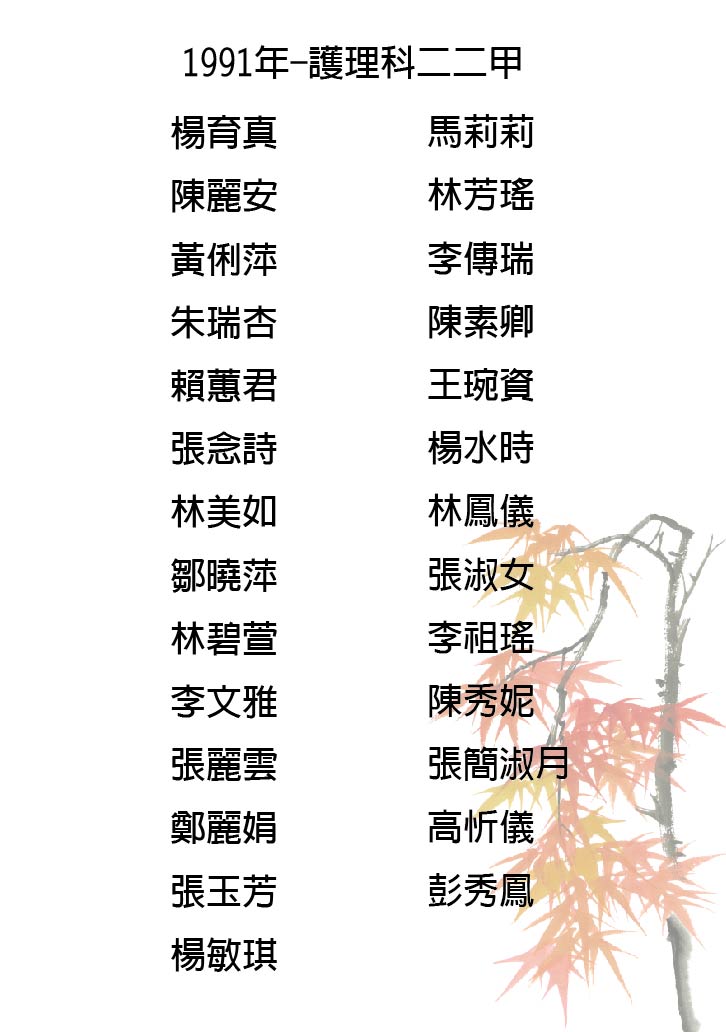 1991年–護理科二二甲
楊育真 馬莉莉
陳麗安 林芳瑤
黃俐萍 李傳瑞
朱瑞杏 陳素卿
賴蕙君 王琬資
張念詩 楊水時
林美如 林鳳儀
鄒曉萍 張淑女
林碧萱 李祖瑤
李文雅 陳秀妮
張麗雲 張簡淑月
鄭麗娟 高忻儀
張玉芳 彭秀鳳
楊敏琪